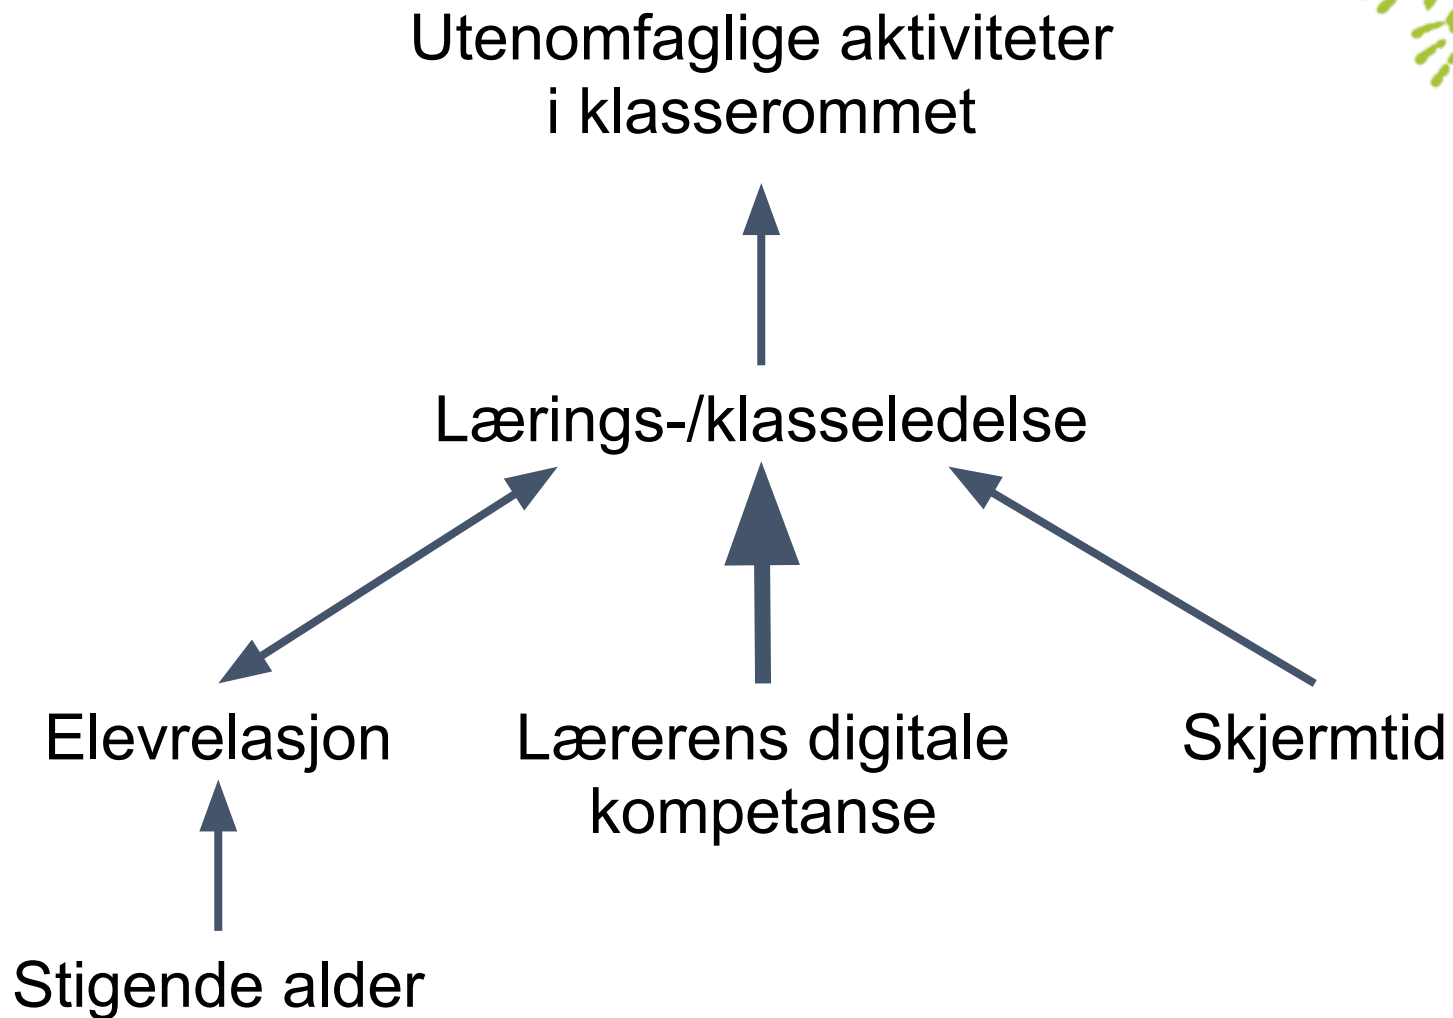 Utenomfaglige aktiviteter
i klasserommet
Lærings-/klasseledelse
Elevrelasjon
Lærerens digitale
kompetanse
Skjermtid
Stigende alder